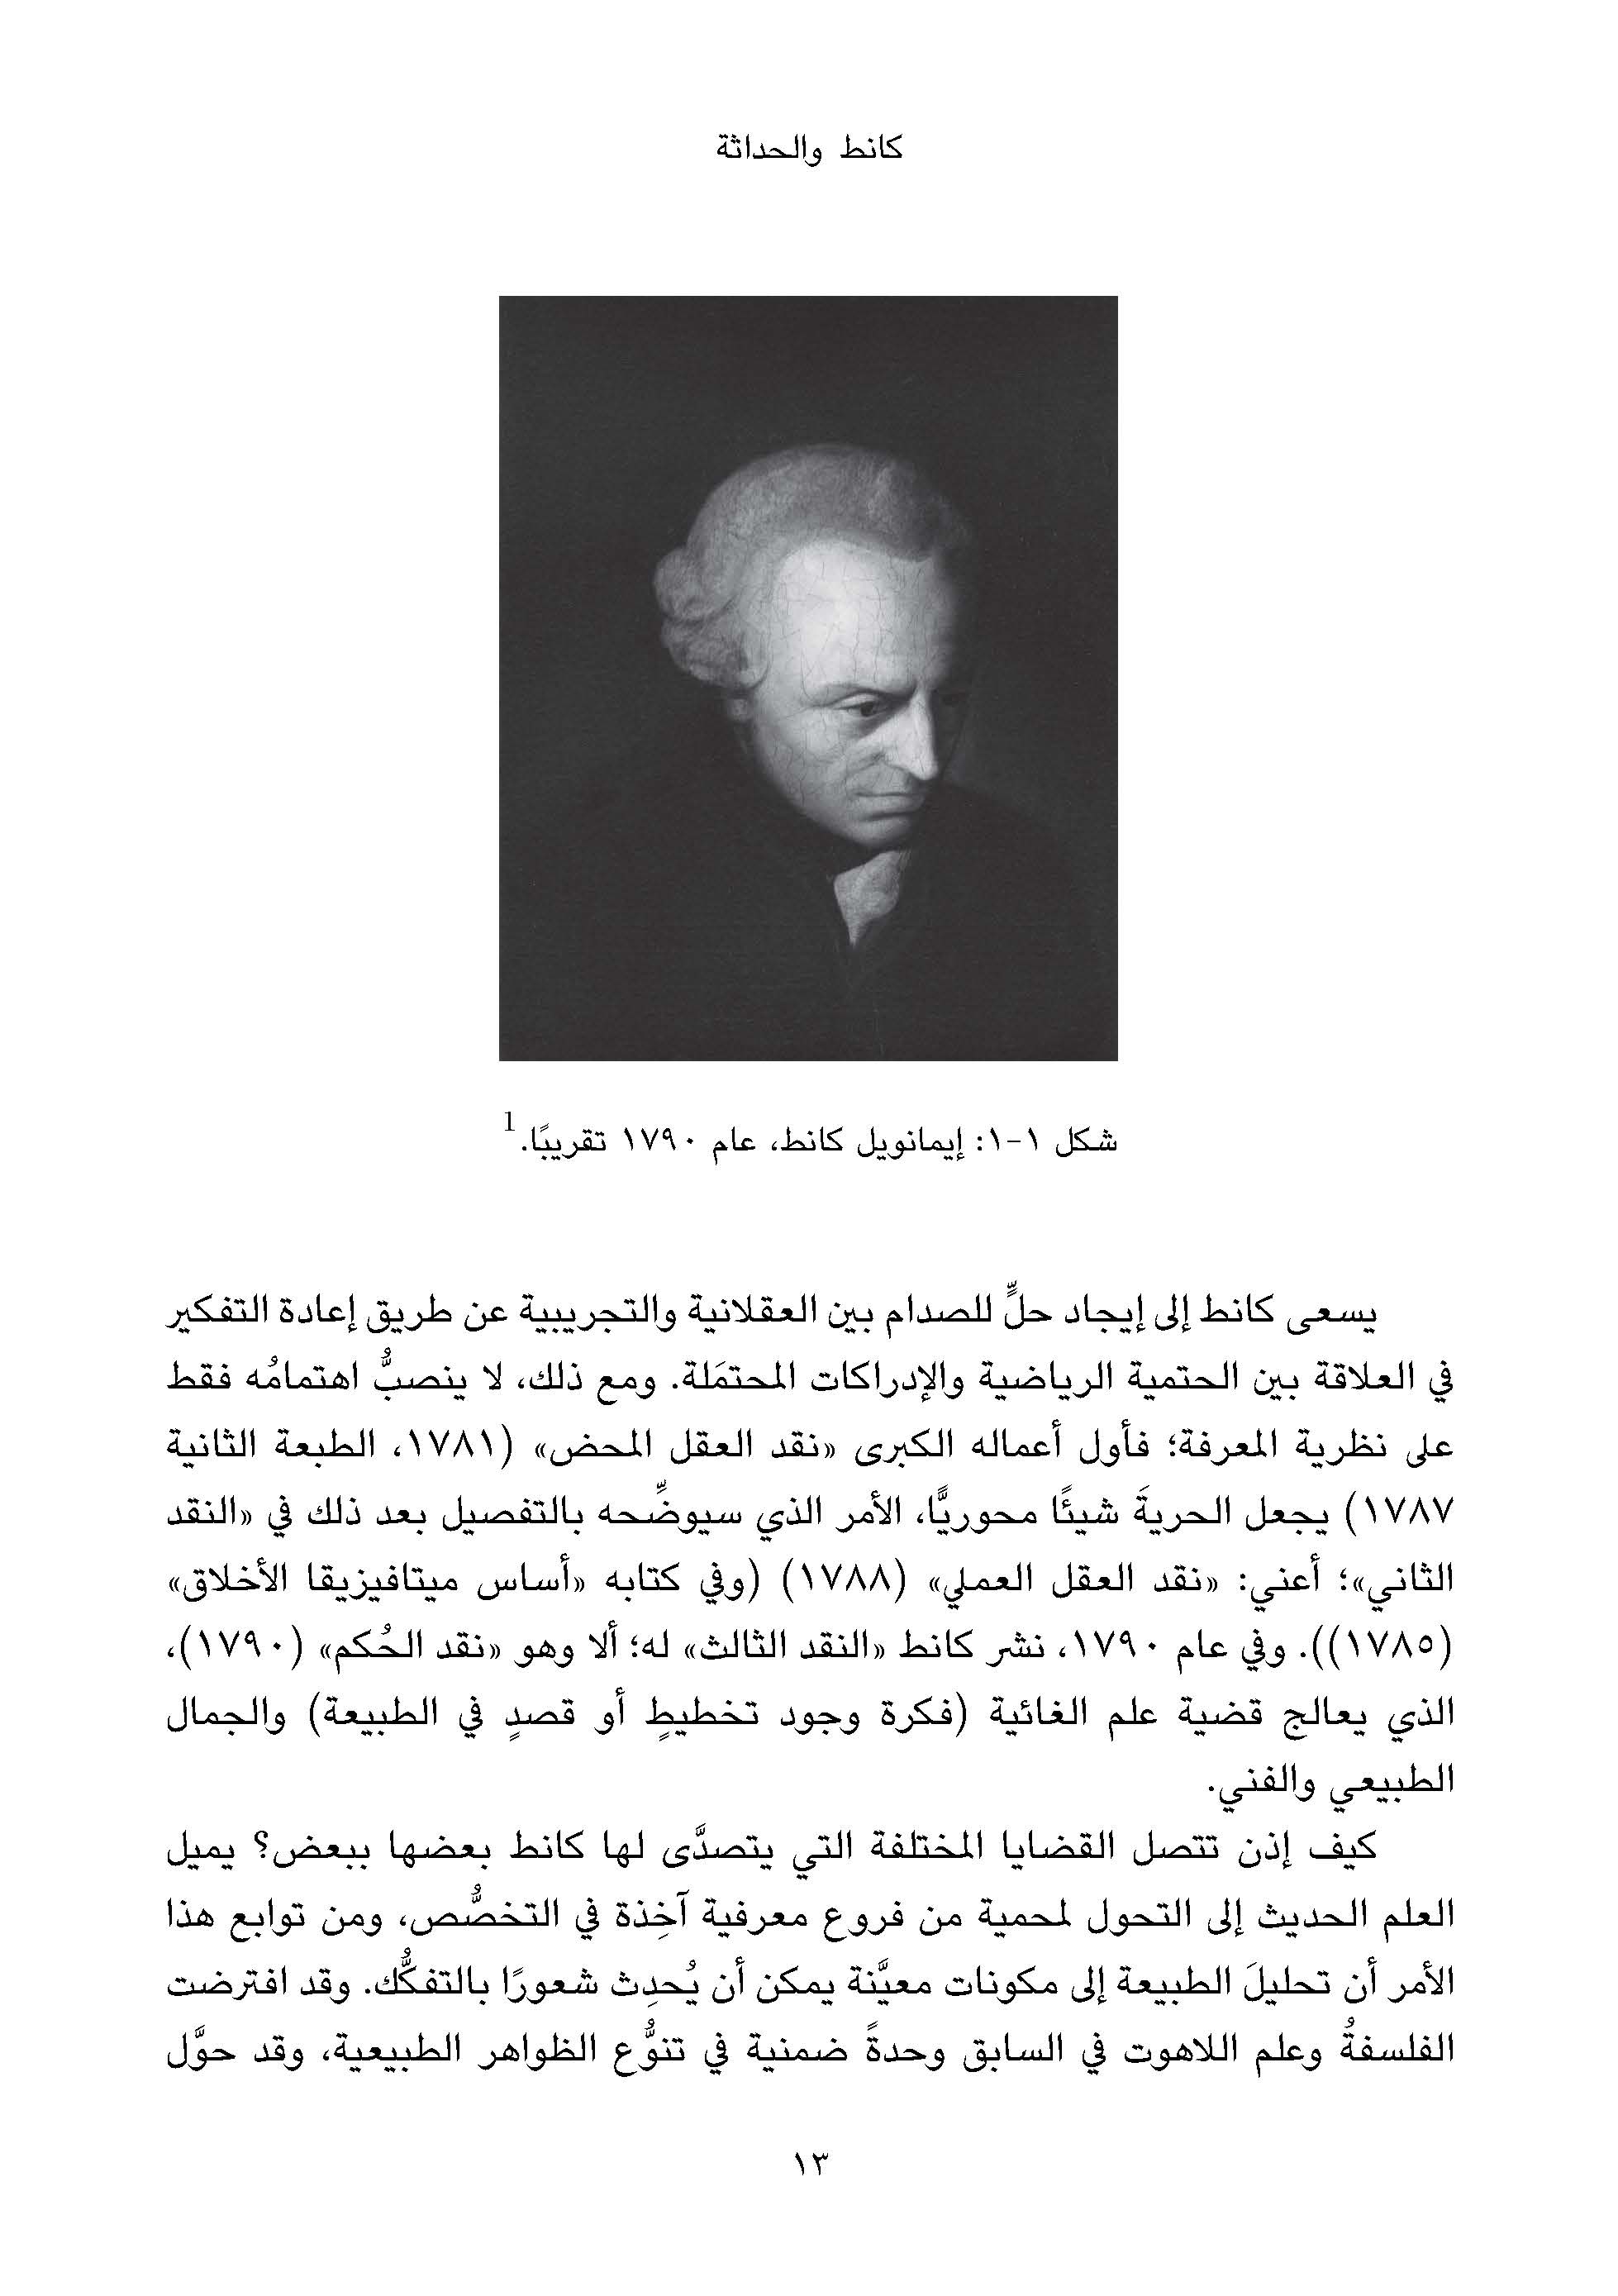 كانط والحداثة
شكل ١-١: إيمانويل كانط، عام ١٧٩٠ تقريبًا.1
يسعى كانط إلى إيجاد حلٍّ للصدام بين العقلانية والتجريبية عن طريق إعادة التفكير
في العلاقة بين الحتمية الرياضية والإدراكات المحتمَلة. ومع ذلك، لا ينصبُّ اهتمامُه فقط
على نظرية المعرفة؛ فأول أعماله الكبرى «نقد العقل المحض» (١٧٨١، الطبعة الثانية
١٧٨٧) يجعل الحريةَ شيئًا محوريًّا، الأمر الذي سيوضِّحه بالتفصيل بعد ذلك في «النقد
الثاني»؛ أعني: «نقد العقل العملي» (١٧٨٨) (وفي كتابه «أساس ميتافيزيقا الأخلاق»
(١٧٨٥)). وفي عام ١٧٩٠، نشر كانط «النقد الثالث» له؛ ألا وهو «نقد الحُكم» (١٧٩٠)،
الذي يعالج قضية علم الغائية (فكرة وجود تخطيطٍ أو قصدٍ في الطبيعة) والجمال
الطبيعي والفني.
كيف إذن تتصل القضايا المختلفة التي يتصدَّى لها كانط بعضها ببعض؟ يميل
العلم الحديث إلى التحول لمحمية من فروع معرفية آخِذة في التخصُّص، ومن توابع هذا
الأمر أن تحليلَ الطبيعة إلى مكونات معيَّنة يمكن أن يُحدِث شعورًا بالتفكُّك. وقد افترضت
الفلسفةُ وعلم اللاهوت في السابق وحدةً ضمنية في تنوُّع الظواهر الطبيعية، وقد حوَّل
١٣